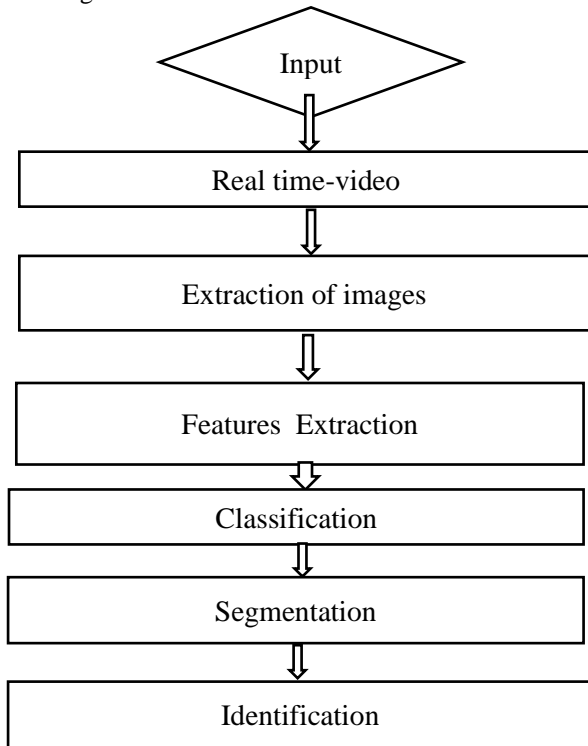 Input
Real time-video
Extraction of images
Features Extraction
Classification
Segmentation
Identification